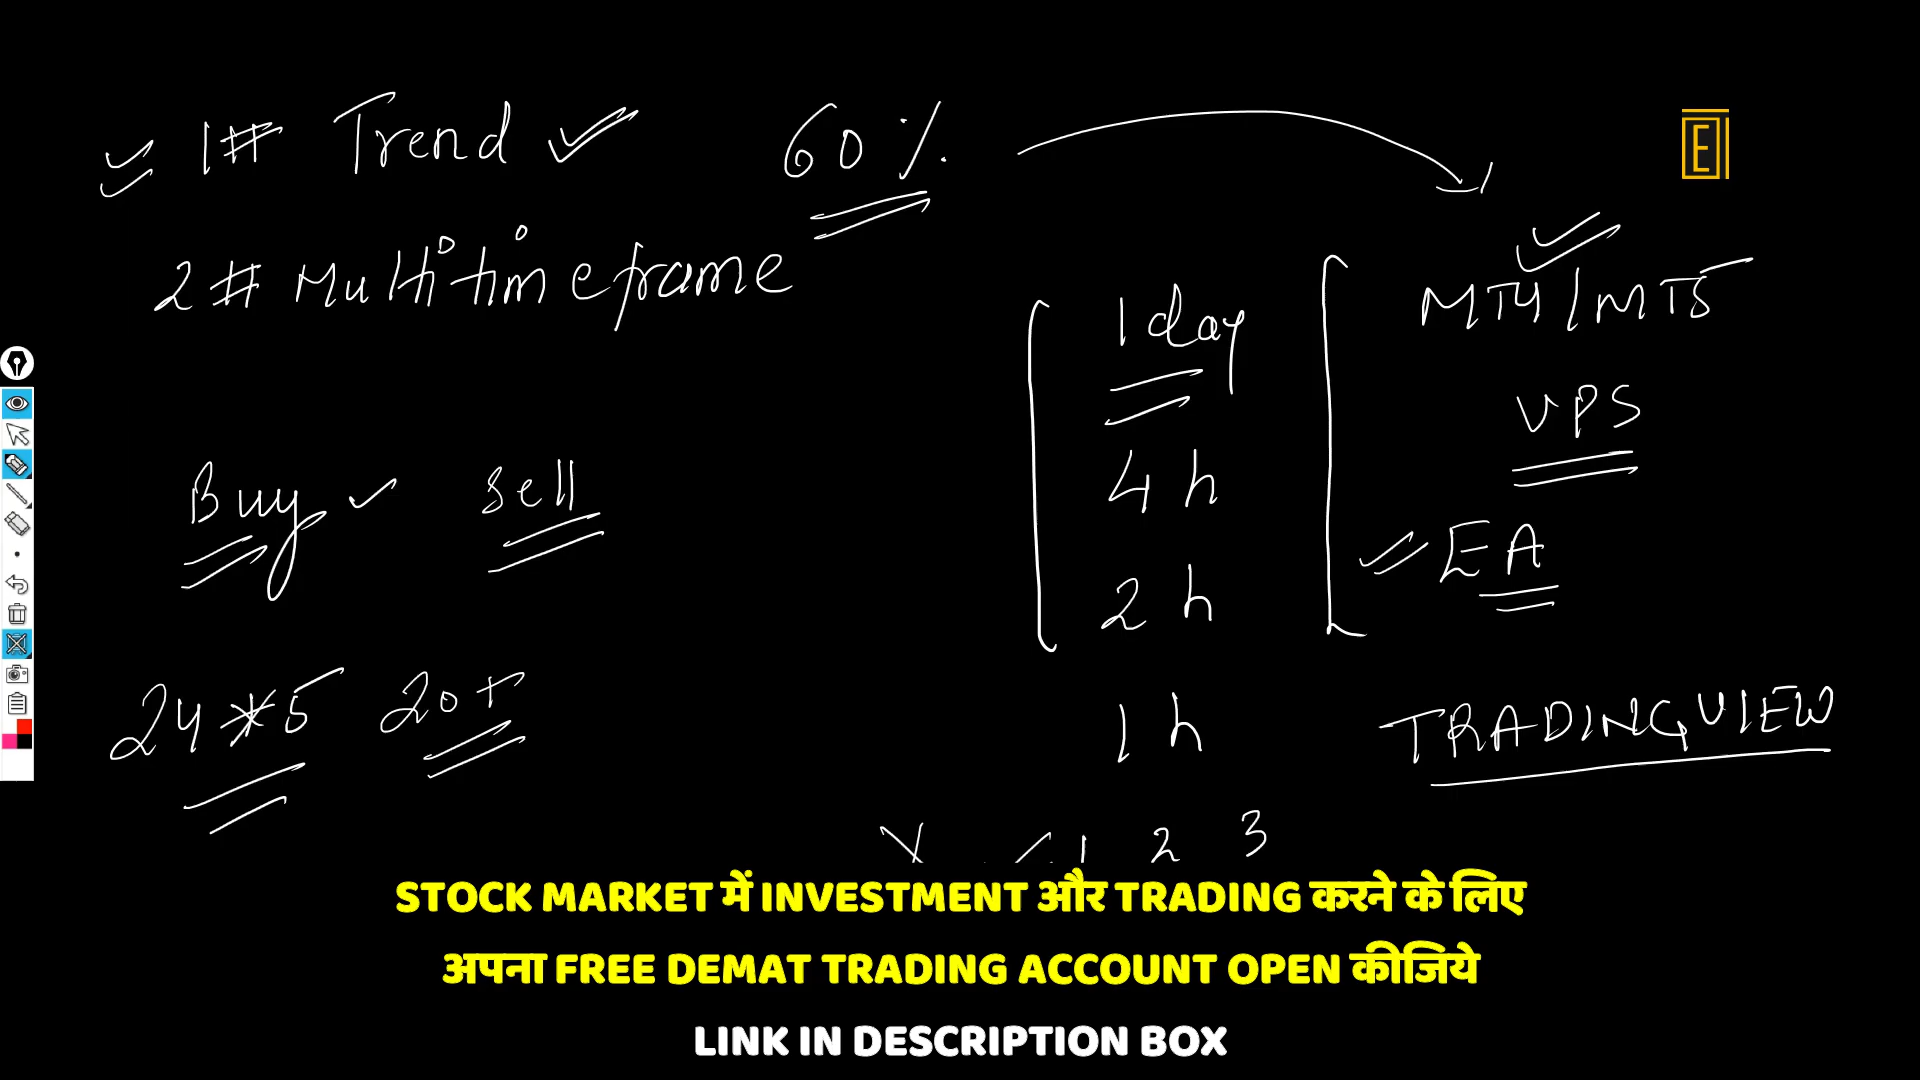 1# Trend 60%
E
2# Multitimeframe
1day
MT4/MT5
VPS
4h
Buy sell
EA
2h
24*5 20+
1h
TRADINGVIEW
1 2 3
STOCK MARKET में INVESTMENT और TRADING करने के लिए
अपना FREE DEMAT TRADING ACCOUNT OPEN कीजिये
LINK IN DESCRIPTION BOX